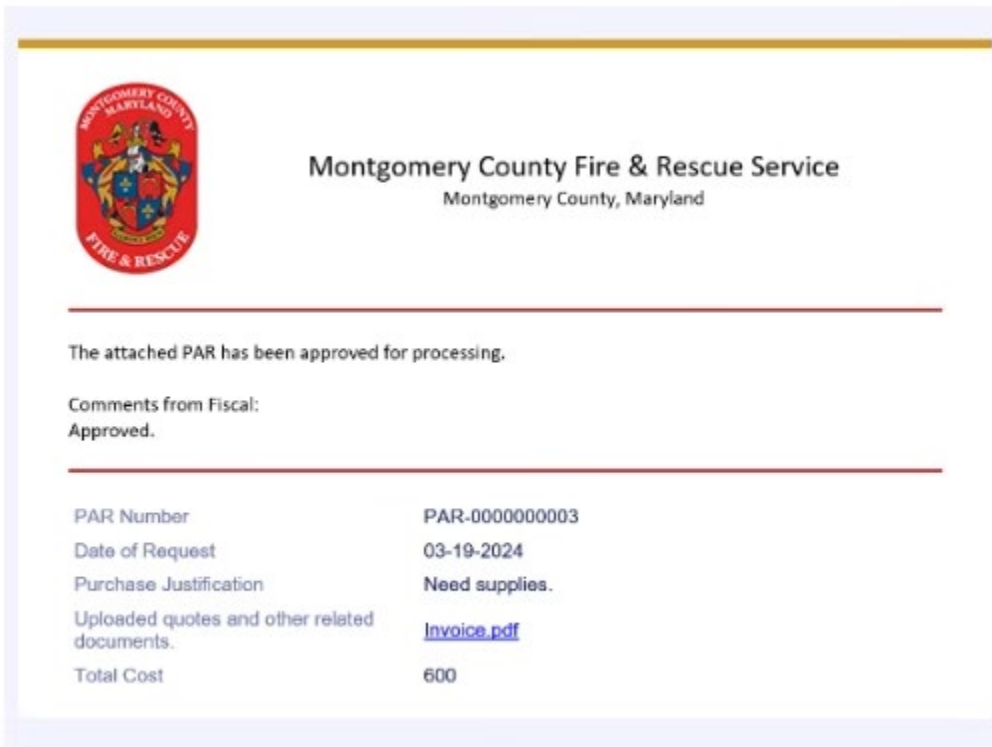 MONTGOMERY COUNTY
MARYLAND
FIRE & RESCUE
Montgomery County Fire & Rescue Service
Montgomery County, Maryland
The attached PAR has been approved for processing.
Comments from Fiscal:
Approved.
PAR Number PAR-0000000003
Date of Request 03-19-2024
Purchase Justification Need supplies.
Uploaded quotes and other related
documents. Invoice.pdf
Total Cost 600